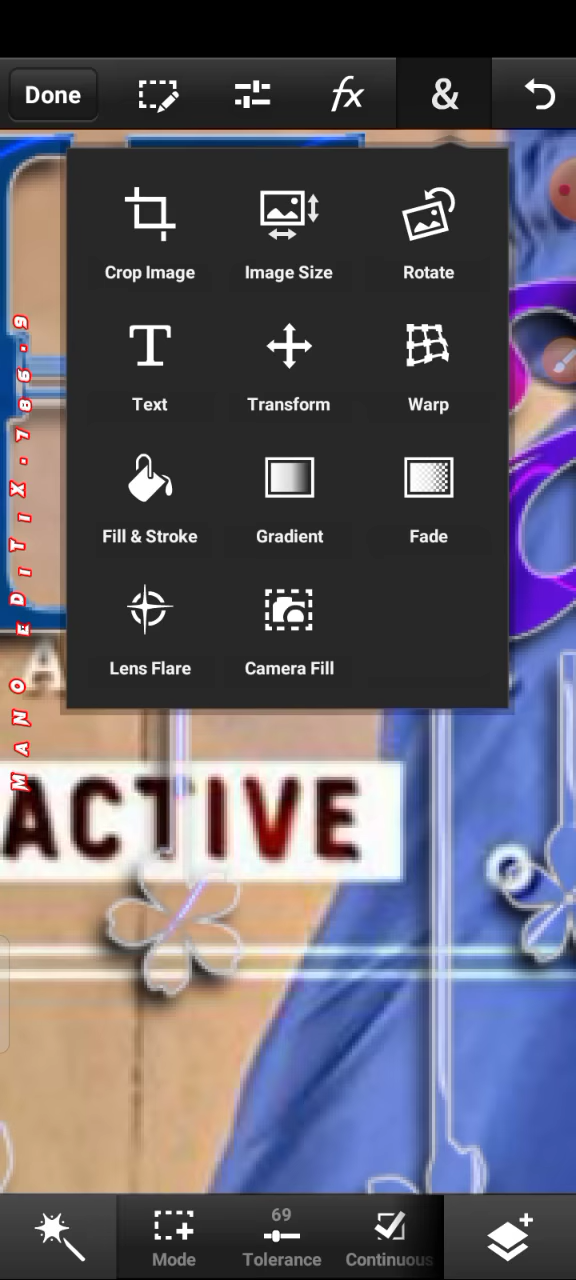 Done
fx
&
Crop Image
Image Size
Rotate
T
Text
Transform
Warp
Fill & Stroke
Gradient
Fade
Lens Flare
Camera Fill
MANO EDITIX.786.9
A
ACTIVE
69
Mode
Tolerance
Continuous